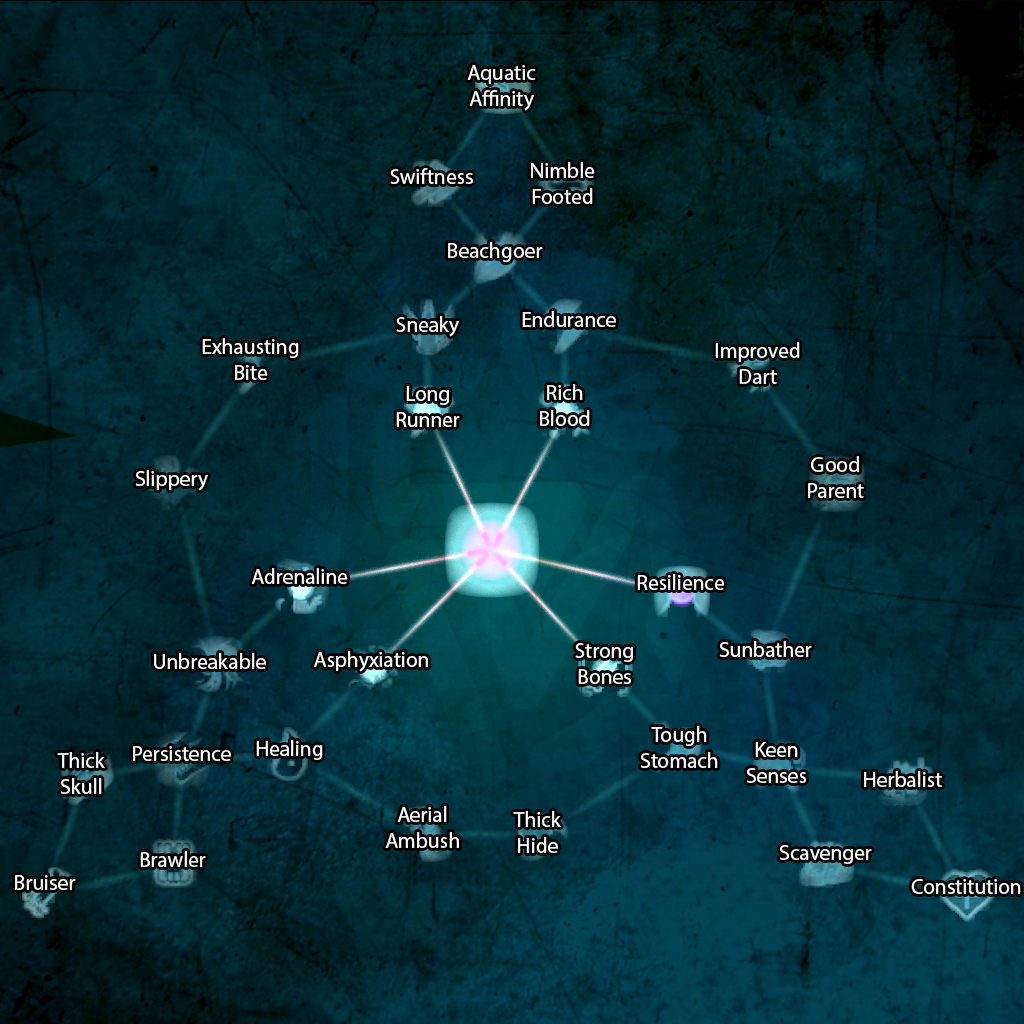 Aquatic
Affinity
Swiftness
Nimble
Footed
Beachgoer
Sneaky
Endurance
Exhausting
Bite
Improved
Dart
Long
Runner
Rich
Blood
Slippery
Good
Parent
Adrenaline
Resilience
Unbreakable
Asphyxiation
Strong
Bones
Sunbather
Thick
Skull
Persistence
Healing
Tough
Stomach
Keen
Senses
Herbalist
Aerial
Ambush
Thick
Hide
Brawler
Scavenger
Bruiser
Constitution